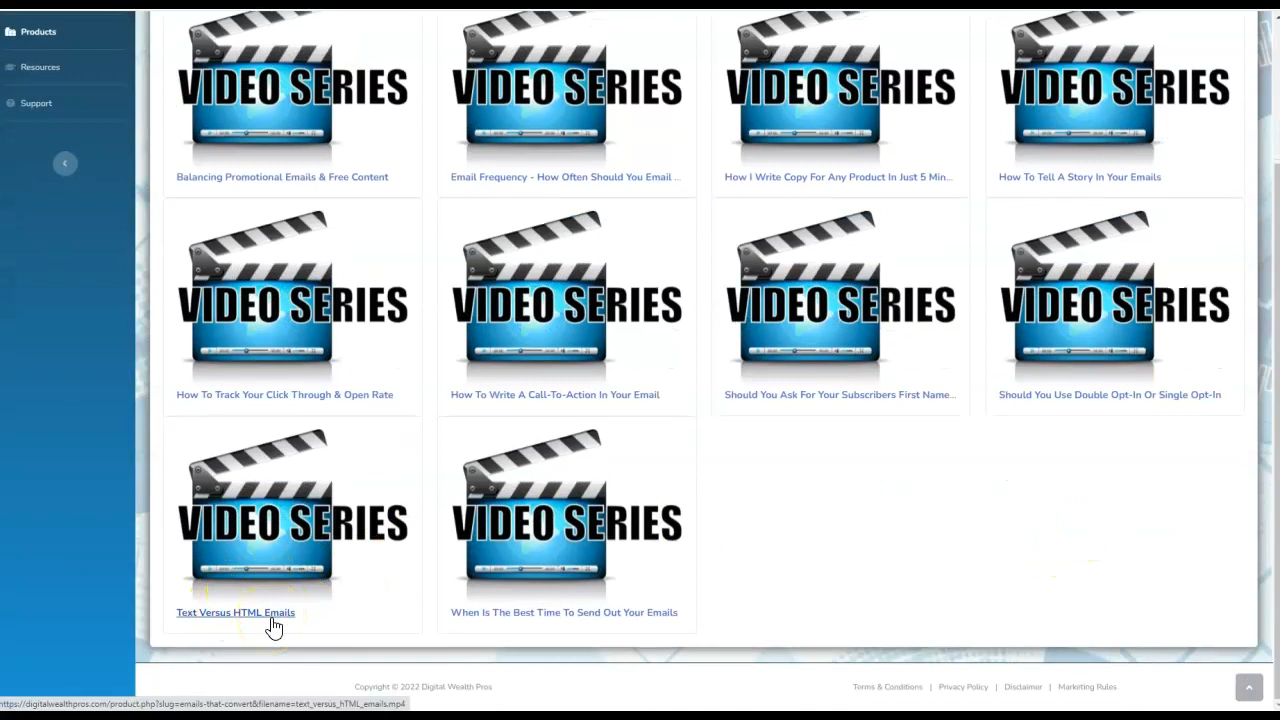 Products
Resources
Support
VIDEO SERIES
VIDEO SERIES
VIDEO SERIES
VIDEO SERIES
Balancing Promotional Emails & Free Content
Email Frequency - How Often Should You Email ...
How I Write Copy For Any Product In Just 5 Min...
How To Tell A Story In Your Emails
VIDEO SERIES
VIDEO SERIES
VIDEO SERIES
VIDEO SERIES
How To Track Your Click Through & Open Rate
How To Write A Call-To-Action In Your Email
Should You Ask For Your Subscribers First Name...
Should You Use Double Opt-In Or Single Opt-In
VIDEO SERIES
VIDEO SERIES
Text Versus HTML Emails
When Is The Best Time To Send Out Your Emails
Copyright © 2022 Digital Wealth Pros
Terms & Conditions | Privacy Policy | Disclaimer | Marketing Rules
https://digitalwealthpros.com/product.php?slug=emails-that-convert&filename=text_versus_hTML_emails.mp4